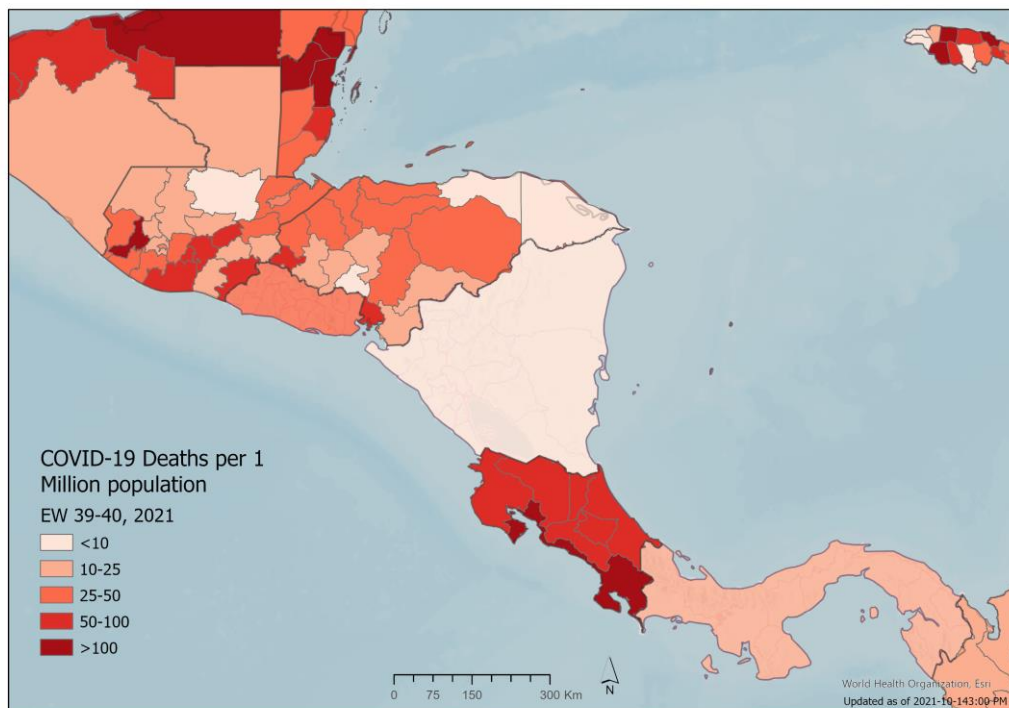 COVID-19 Deaths per 1
Million population
EW 39-40, 2021
<10
10-25
25-50
50-100
>100
0 75 150 300 Km
N
World Health Organization, Esri
Updated as of 2021-10-143:00 PM